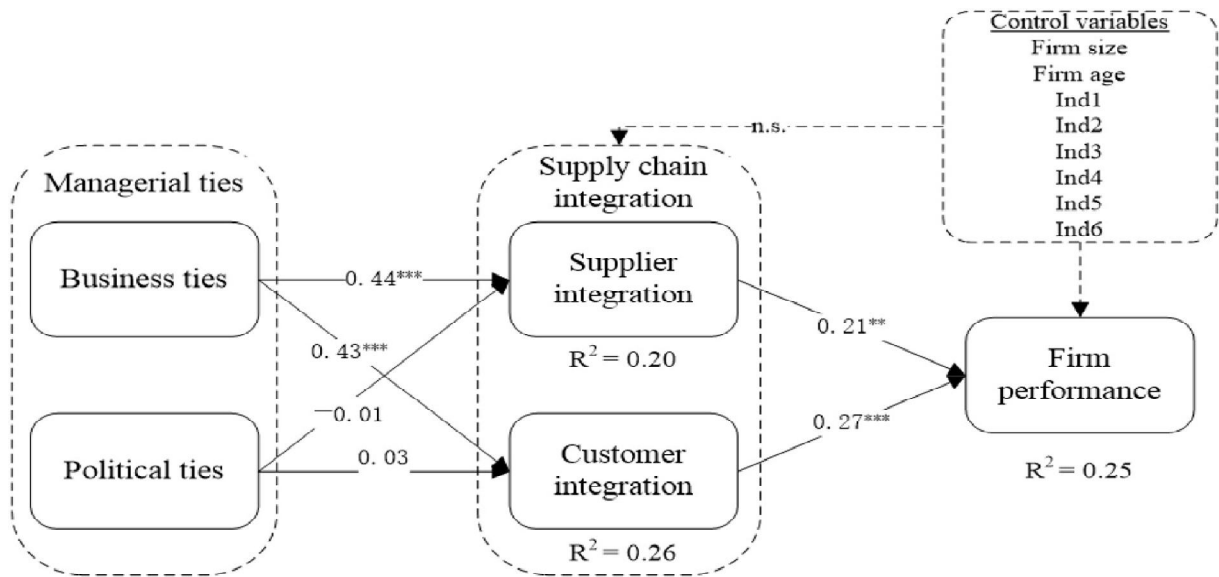 Control variables
Firm size
Firm age
Ind1
Ind2
Ind3
Ind4
Ind5
Ind6
n.s.
Managerial ties
Business ties
Political ties
0.44***
0.43***
—0.01
0.03
Supply chain
integration
Supplier
integration
R² = 0.20
Customer
integration
R² = 0.26
0.21**
0.27***
Firm
performance
R² = 0.25